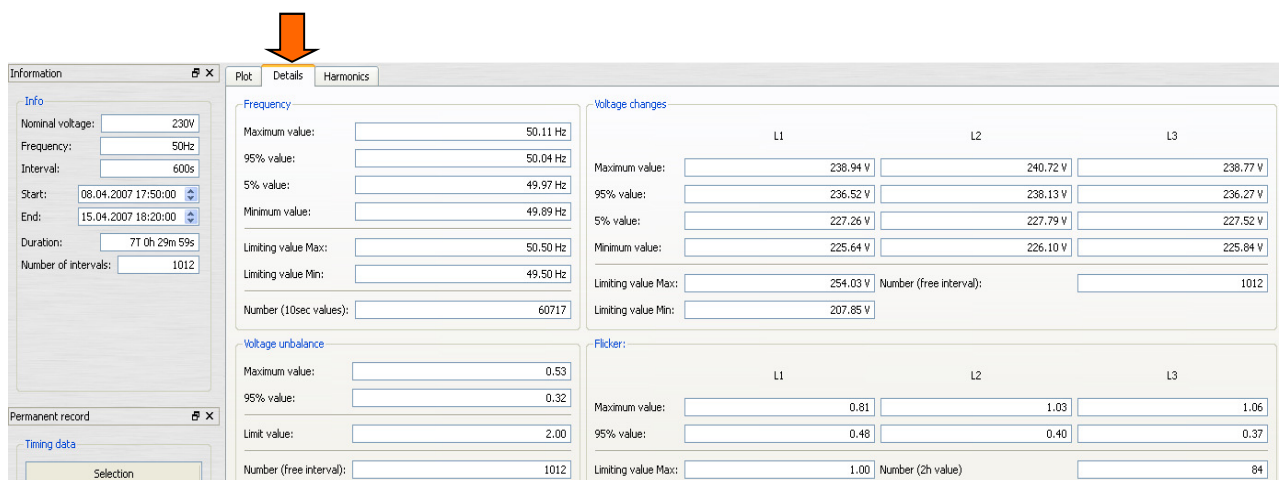 Information
Info
Nominal voltage: 230V
Frequency: 50Hz
Interval: 600s
Start: 08.04.2007 17:50:00
End: 15.04.2007 18:20:00
Duration: 7T 0h 29m 59s
Number of intervals: 1012
Permanent record
Timing data
Selection
Plot Details Harmonics
Frequency
Maximum value: 50.11 Hz
95% value: 50.04 Hz
5% value: 49.97 Hz
Minimum value: 49.89 Hz
Limiting value Max: 50.50 Hz
Limiting value Min: 49.50 Hz
Number (10sec values): 60717
Voltage changes
L1 L2 L3
Maximum value: 238.94 V 240.72 V 238.77 V
95% value: 236.52 V 238.13 V 236.27 V
5% value: 227.26 V 227.79 V 227.52 V
Minimum value: 225.64 V 226.10 V 225.84 V
Limiting value Max: 254.03 V Number (free interval): 1012
Limiting value Min: 207.85 V
Voltage unbalance
Maximum value: 0.53
95% value: 0.32
Limit value: 2.00
Number (free interval): 1012
Flicker:
L1 L2 L3
Maximum value: 0.81 1.03 1.06
95% value: 0.48 0.40 0.37
Limiting value Max: 1.00 Number (2h value) 84